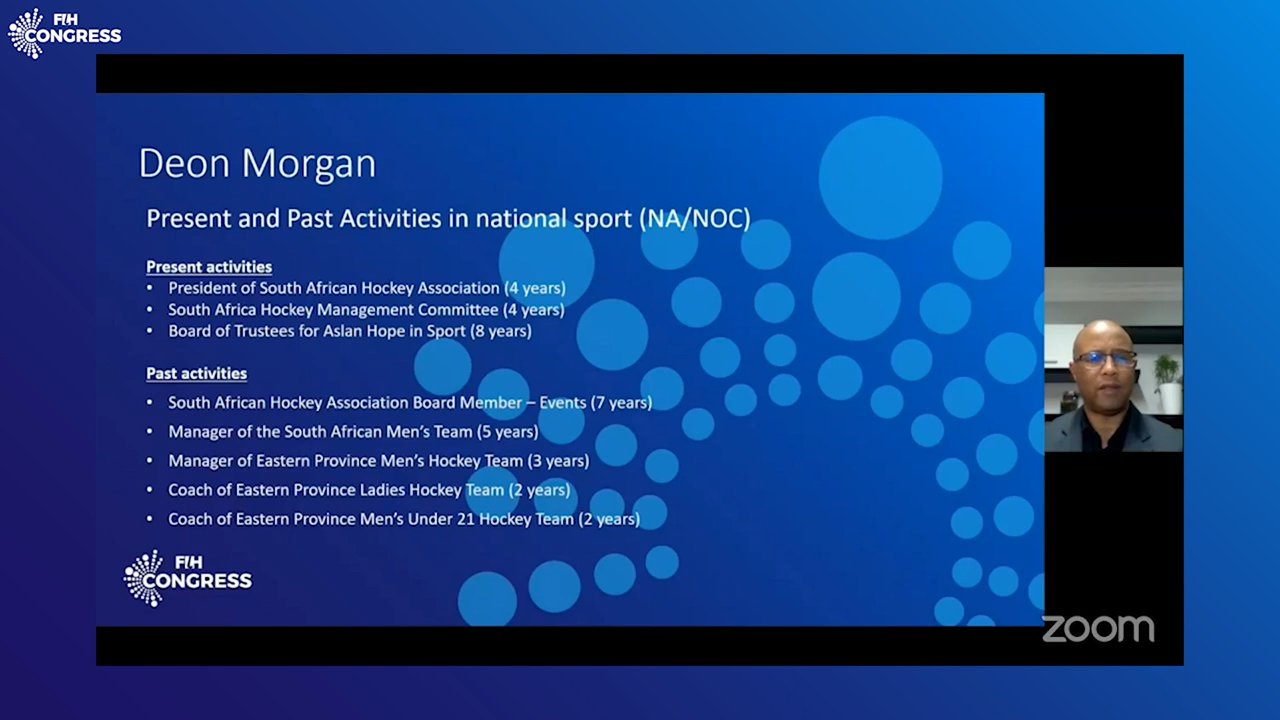 FIH
CONGRESS
Deon Morgan
Present and Past Activities in national sport (NA/NOC)
Present activities
• President of South African Hockey Association (4 years)
• South Africa Hockey Management Committee (4 years)
• Board of Trustees for Aslan Hope in Sport (8 years)
Past activities
• South African Hockey Association Board Member – Events (7 years)
• Manager of the South African Men's Team (5 years)
• Manager of Eastern Province Men's Hockey Team (3 years)
• Coach of Eastern Province Ladies Hockey Team (2 years)
• Coach of Eastern Province Men's Under 21 Hockey Team (2 years)
FIH
CONGRESS
zoom